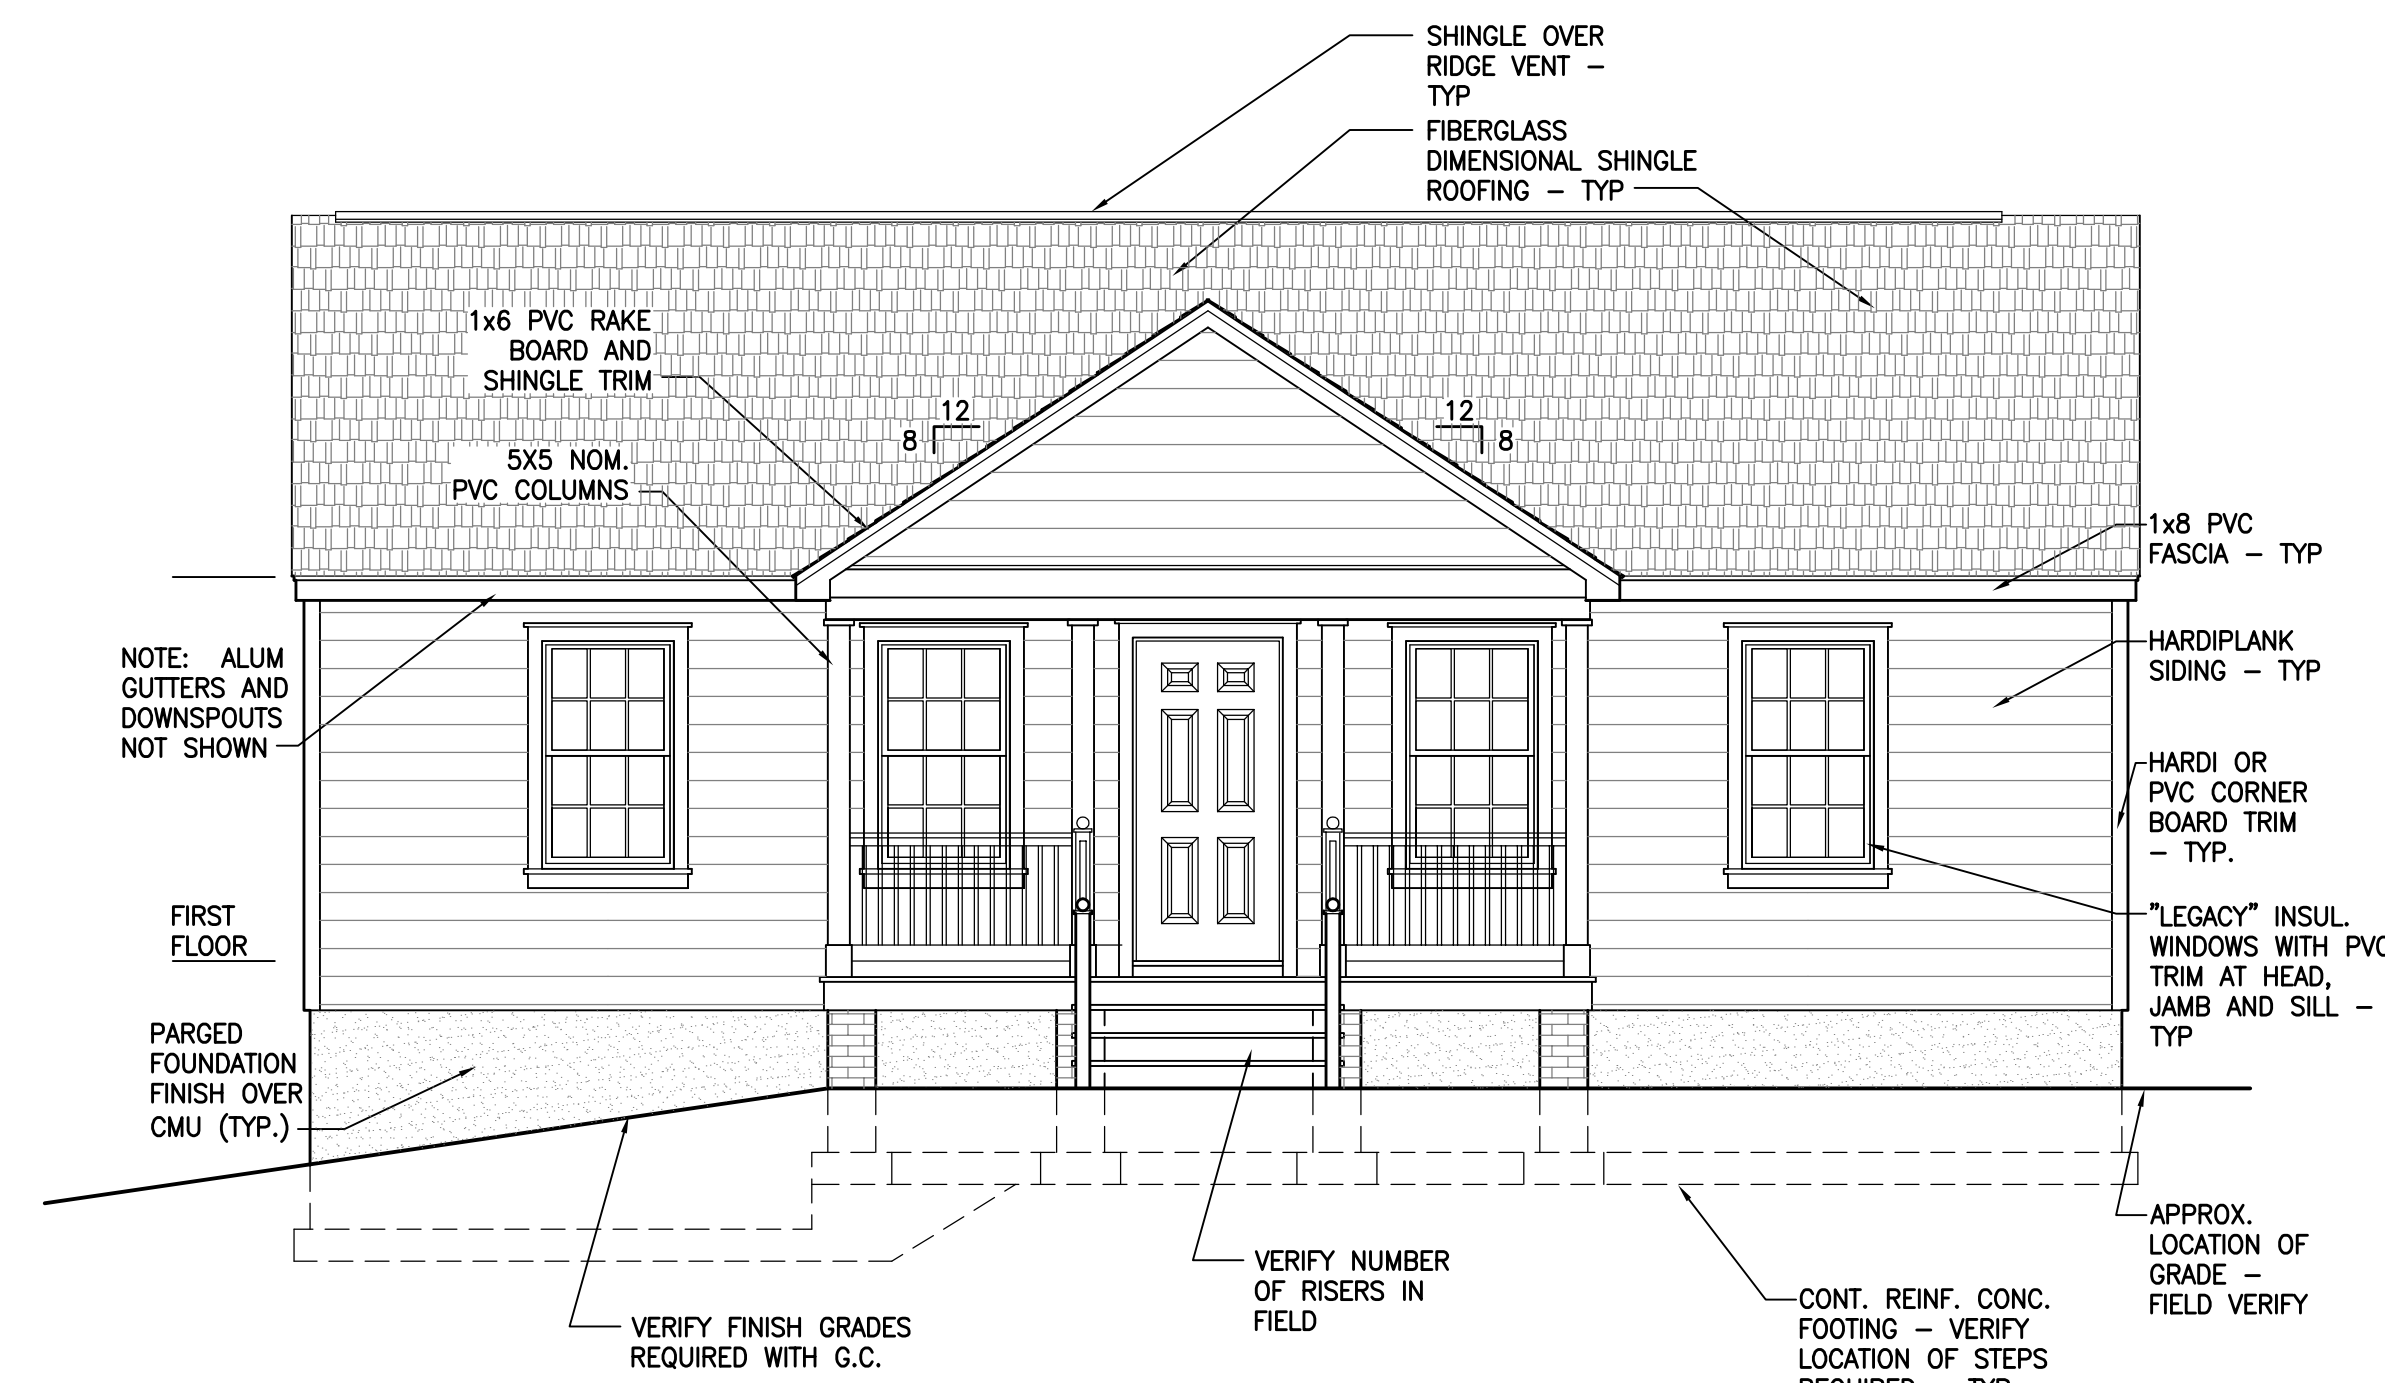 SHINGLE OVER
RIDGE VENT –
TYP
FIBERGLASS
DIMENSIONAL SHINGLE
ROOFING – TYP
1x6 PVC RAKE
BOARD AND
SHINGLE TRIM
12
8
12
8
5X5 NOM.
PVC COLUMNS
1x8 PVC
FASCIA – TYP
NOTE: ALUM
GUTTERS AND
DOWNSPOUTS
NOT SHOWN
HARDIPLANK
SIDING – TYP
HARDI OR
PVC CORNER
BOARD TRIM
– TYP.
FIRST
FLOOR
"LEGACY" INSUL.
WINDOWS WITH PVC
TRIM AT HEAD,
JAMB AND SILL –
TYP
PARGED
FOUNDATION
FINISH OVER
CMU (TYP.)
APPROX.
LOCATION OF
GRADE –
FIELD VERIFY
VERIFY NUMBER
OF RISERS IN
FIELD
CONT. REINF. CONC.
FOOTING – VERIFY
LOCATION OF STEPS
VERIFY FINISH GRADES
REQUIRED WITH G.C.